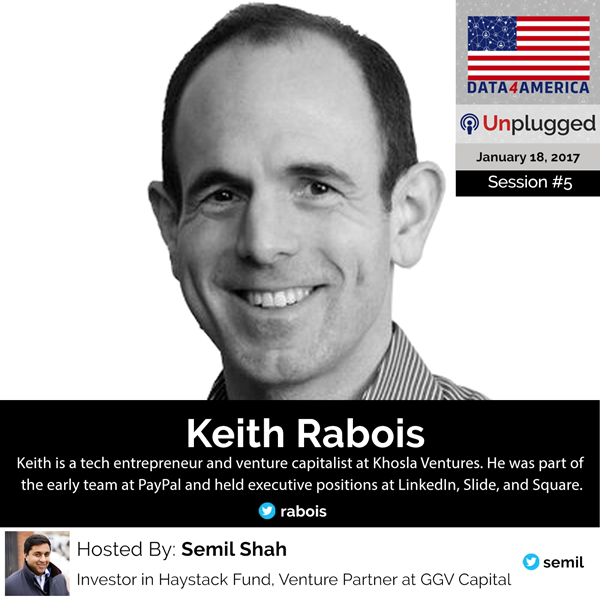 DATA4AMERICA
Unplugged
January 18, 2017
Session #5
Keith Rabois
Keith is a tech entrepreneur and venture capitalist at Khosla Ventures. He was part of
the early team at PayPal and held executive positions at LinkedIn, Slide, and Square.
rabois
Hosted By: Semil Shah
semil
Investor in Haystack Fund, Venture Partner at GGV Capital